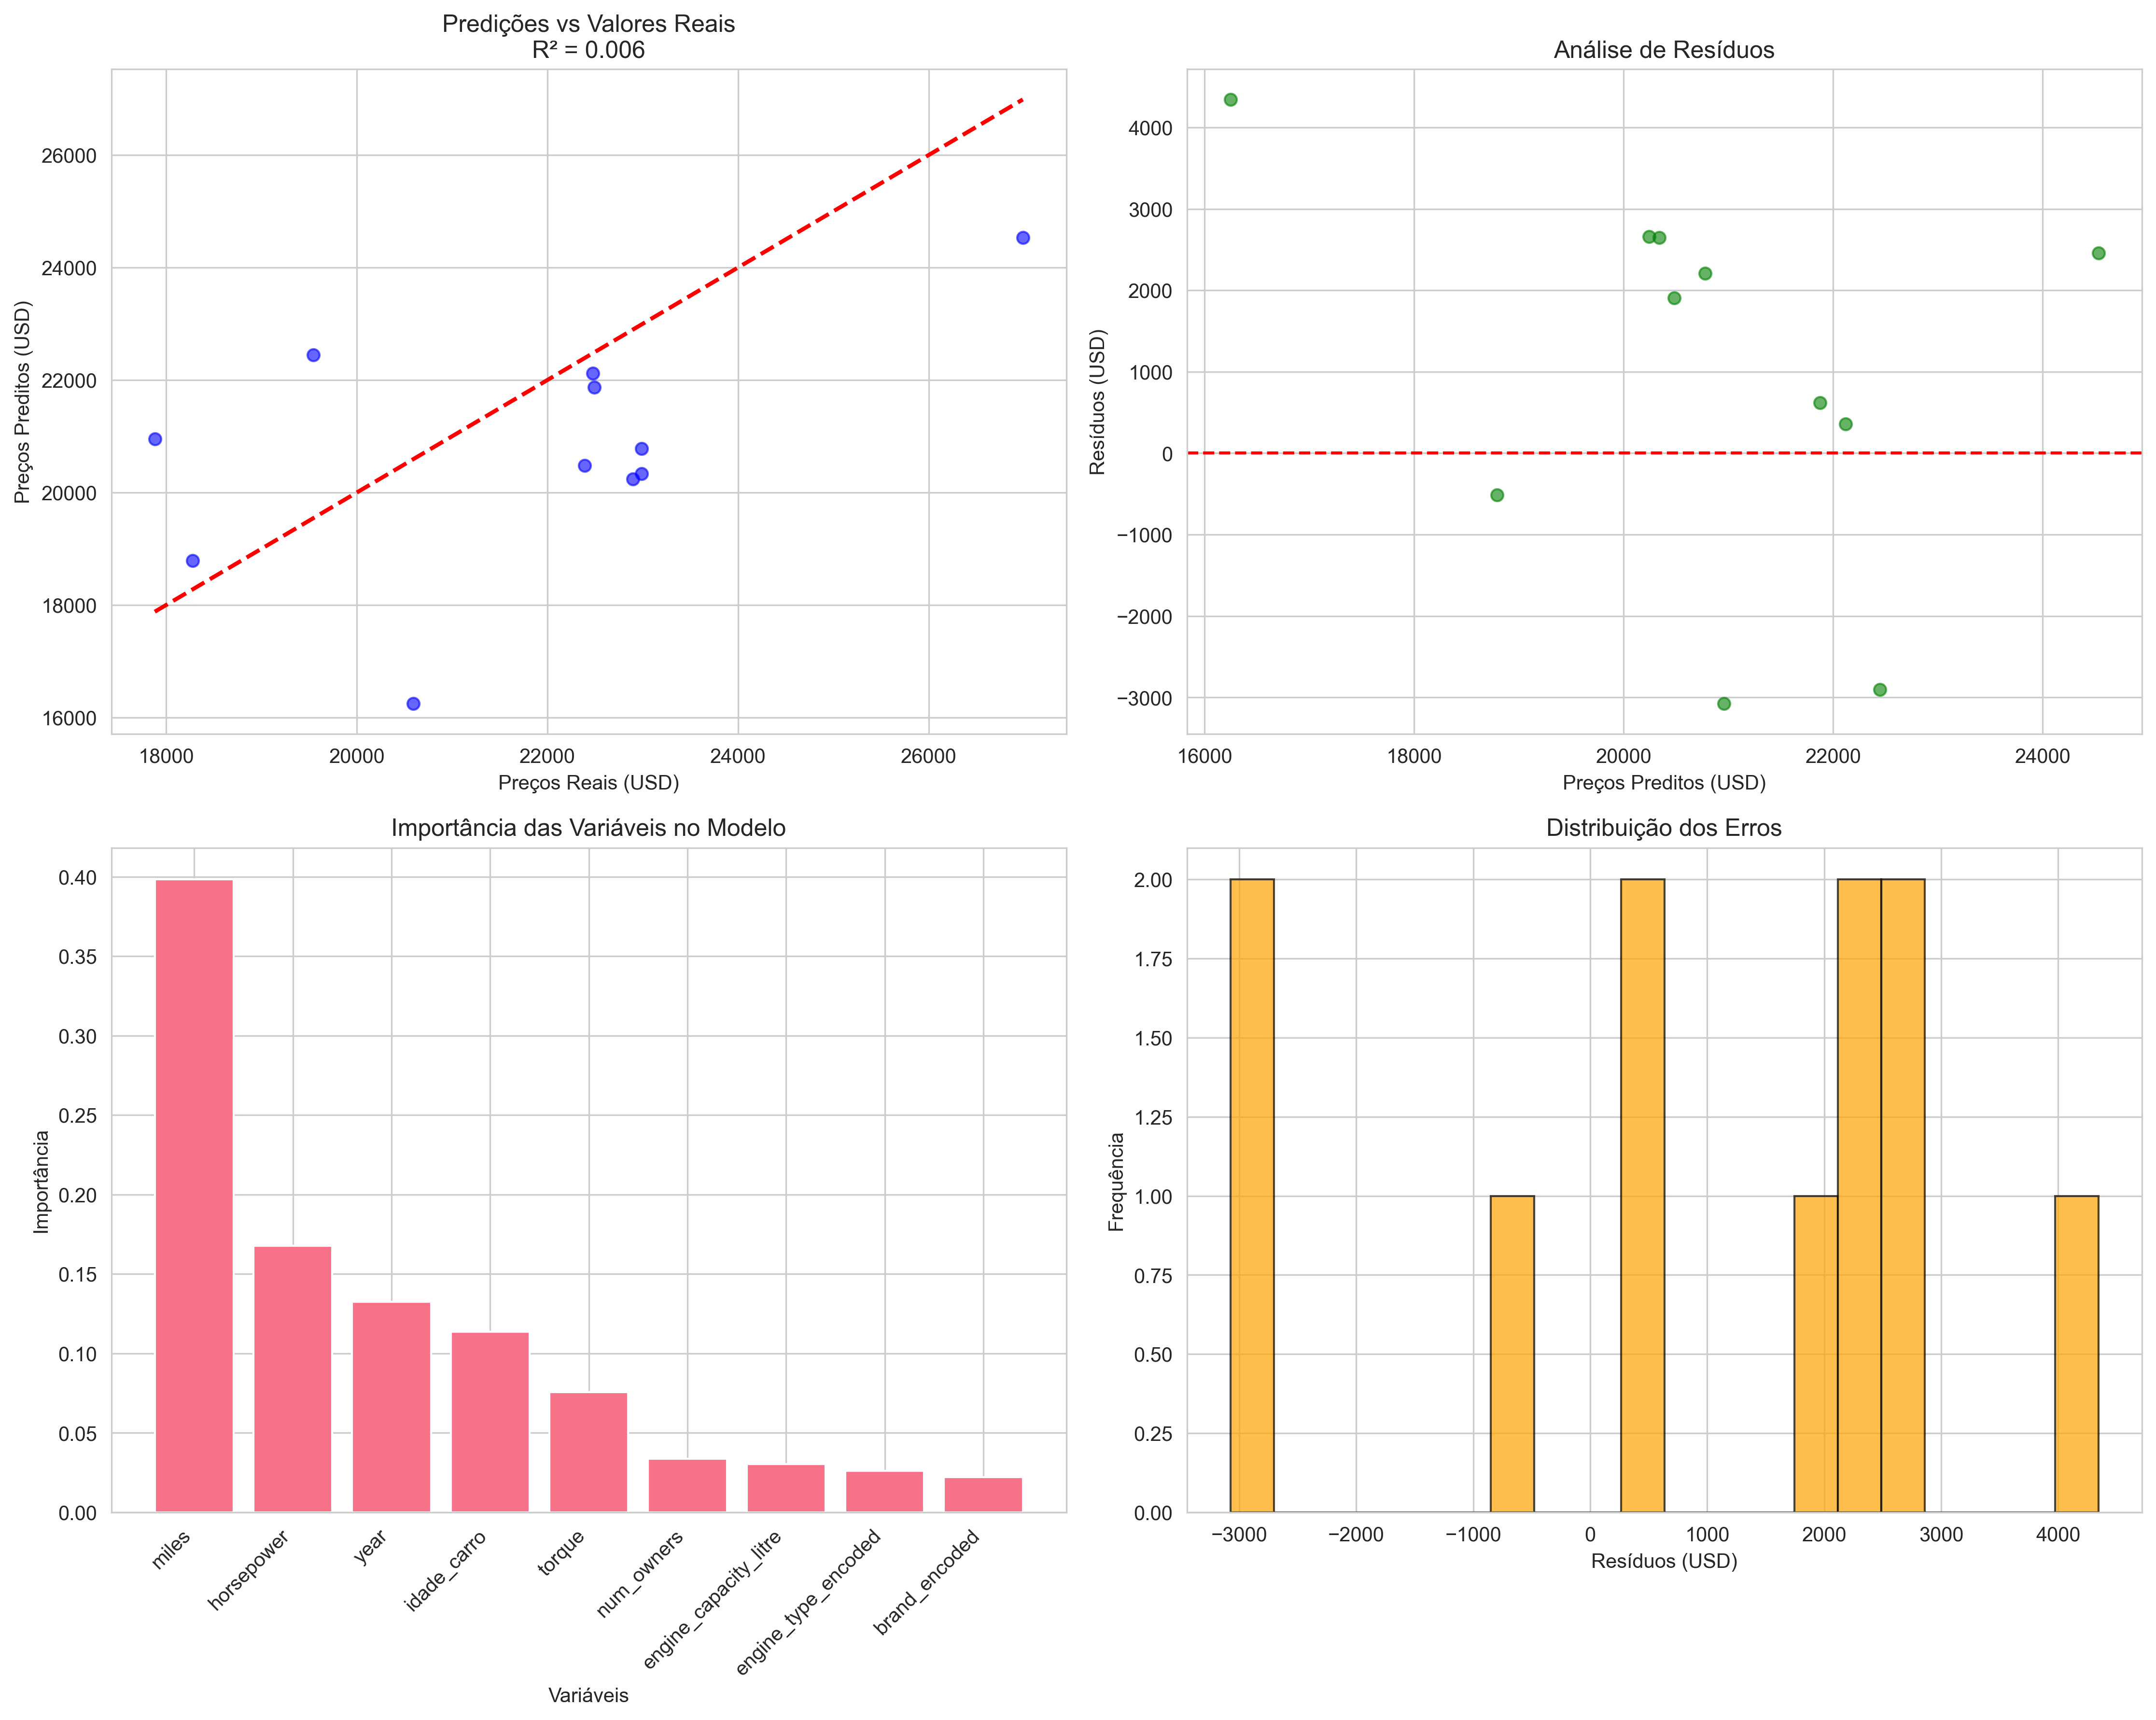 Predições vs Valores Reais
R² = 0.006
26000
24000
22000
20000
18000
16000
Preços Preditos (USD)
18000 20000 22000 24000 26000
Preços Reais (USD)
Análise de Resíduos
4000
3000
2000
1000
0
−1000
−2000
−3000
Resíduos (USD)
16000 18000 20000 22000 24000
Preços Preditos (USD)
Importância das Variáveis no Modelo
0.40
0.35
0.30
0.25
0.20
0.15
0.10
0.05
0.00
Importância
miles
horsepower
year
idade_carro
torque
num_owners
engine_capacity_litre
engine_type_encoded
brand_encoded
Variáveis
Distribuição dos Erros
2.00
1.75
1.50
1.25
1.00
0.75
0.50
0.25
0.00
Frequência
−3000 −2000 −1000 0 1000 2000 3000 4000
Resíduos (USD)